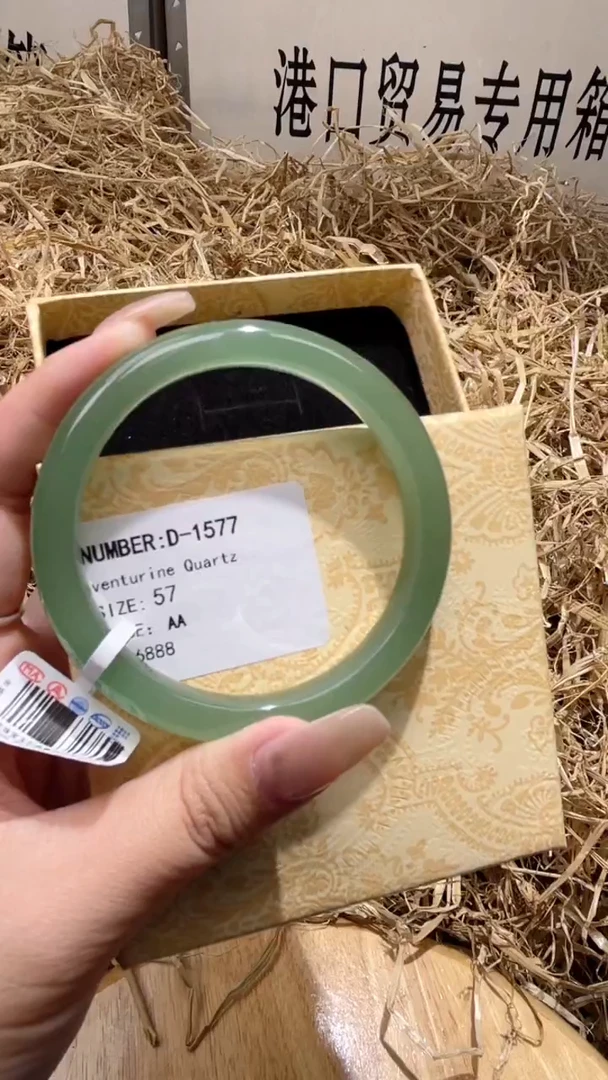 港口贸易专用箱
NUMBER:D-1577
venturine Quartz
SIZE: 57
E: AA
6888